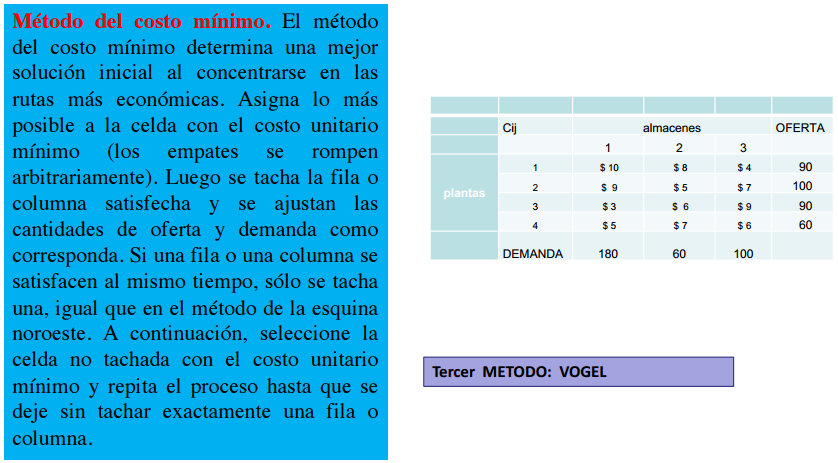 Método del costo mínimo. El método
del costo mínimo determina una mejor
solución inicial al concentrarse en las
rutas más económicas. Asigna lo más
posible a la celda con el costo unitario
mínimo (los empates se rompen
arbitrariamente). Luego se tacha la fila o
columna satisfecha y se ajustan las
cantidades de oferta y demanda como
corresponda. Si una fila o una columna se
satisfacen al mismo tiempo, sólo se tacha
una, igual que en el método de la esquina
noroeste. A continuación, seleccione la
celda no tachada con el costo unitario
mínimo y repita el proceso hasta que se
deje sin tachar exactamente una fila o
columna.
Cij almacenes OFERTA
1 2 3
plantas
1 $ 10 $ 8 $ 4 90
2 $ 9 $ 5 $ 7 100
3 $ 3 $ 6 $ 9 90
4 $ 5 $ 7 $ 6 60
DEMANDA 180 60 100
Tercer METODO: VOGEL